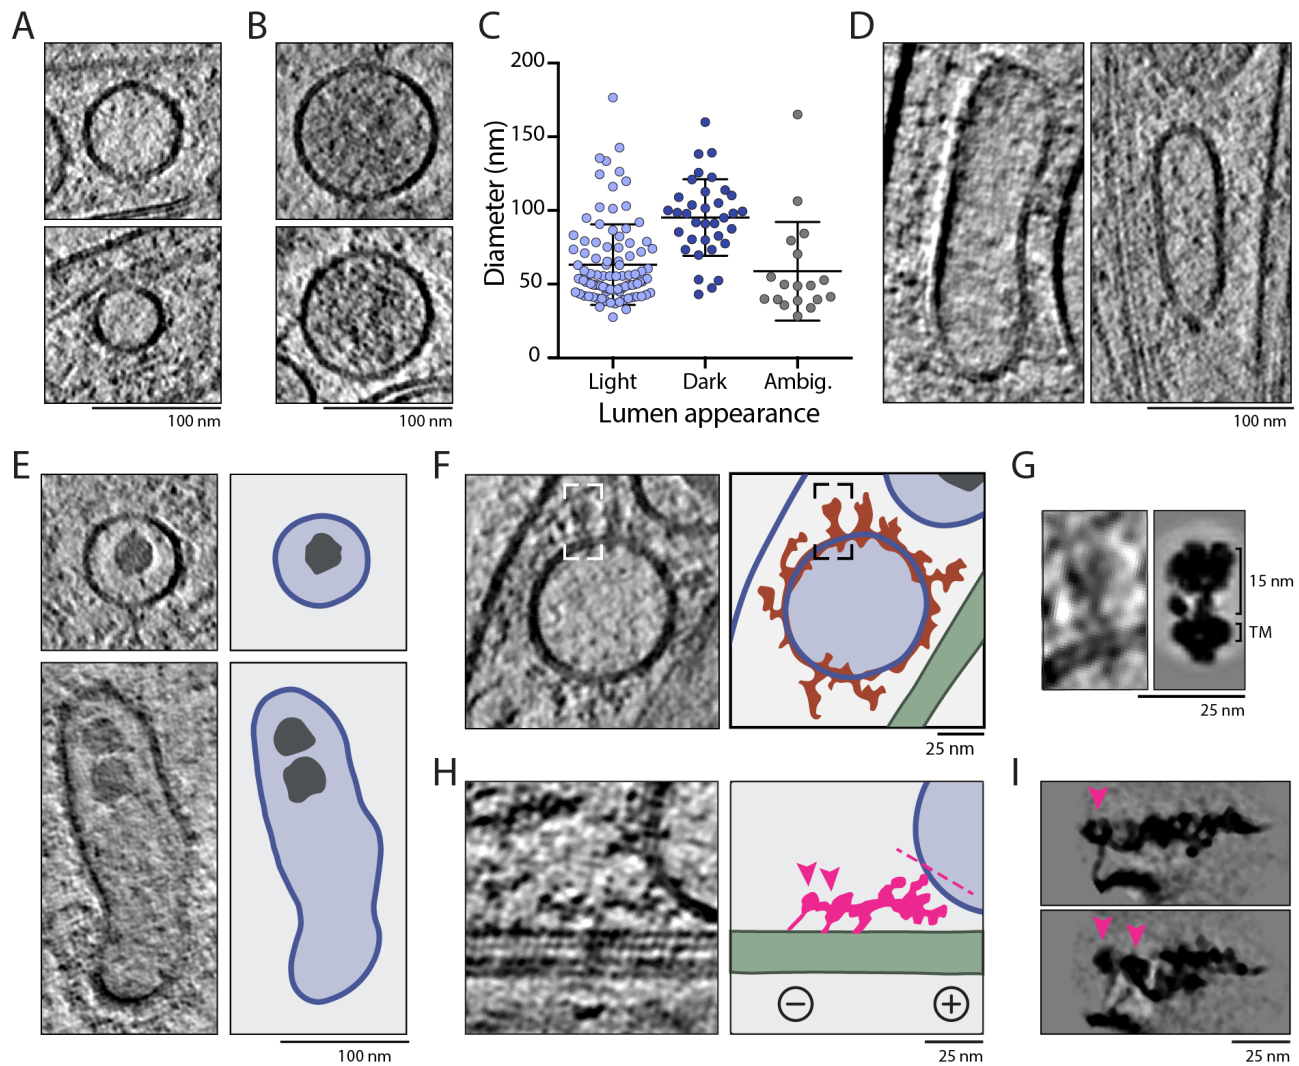 A
B
C
D
200
150
100
50
0
Diameter (nm)
Light
Dark
Ambig.
Lumen appearance
100 nm
100 nm
100 nm
E
F
G
15 nm
TM
25 nm
25 nm
H
I
−
+
100 nm
25 nm
25 nm